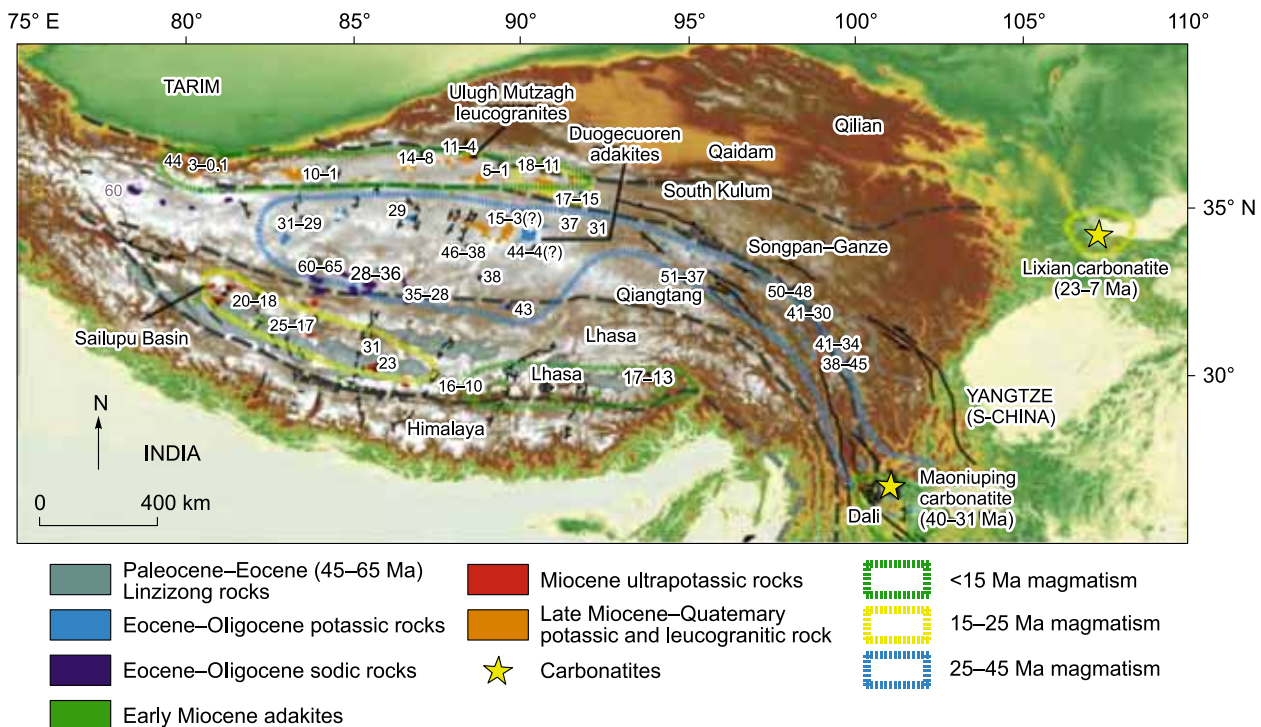 75° E
80°
85°
90°
95°
100°
105°
110°
TARIM
Ulugh Mutzagh
leucogranites
Duogecuoren
adakites
Qilian
Qaidam
South Kulum
44
3–0.1
10–1
14–8
11–4
5–1
18–11
17–15
60
31–29
29
15–3(?)
37
31
35° N
46–38
44–4(?)
Songpan–Ganze
60–65
28–36
38
51–37
50–48
Lixian carbonatite
(23–7 Ma)
35–28
43
Qiangtang
41–30
20–18
25–17
Sailupu Basin
31
23
Lhasa
41–34
38–45
16–10
Lhasa
17–13
30°
YANGTZE
(S-CHINA)
N
INDIA
Himalaya
0
400 km
Maoniuping
carbonatite
(40–31 Ma)
Dali
Paleocene–Eocene (45–65 Ma)
Linzizong rocks
Eocene–Oligocene potassic rocks
Eocene–Oligocene sodic rocks
Early Miocene adakites
Miocene ultrapotassic rocks
Late Miocene–Quatemary
potassic and leucogranitic rock
Carbonatites
<15 Ma magmatism
15–25 Ma magmatism
25–45 Ma magmatism